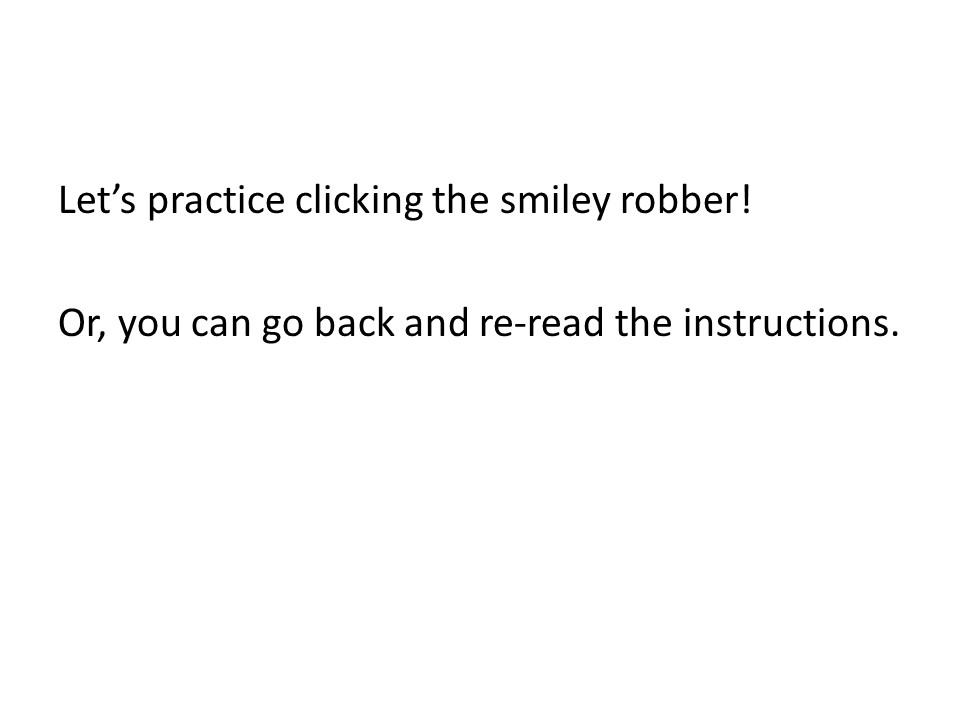 Let’s practice clicking the smiley robber!
Or, you can go back and re-read the instructions.